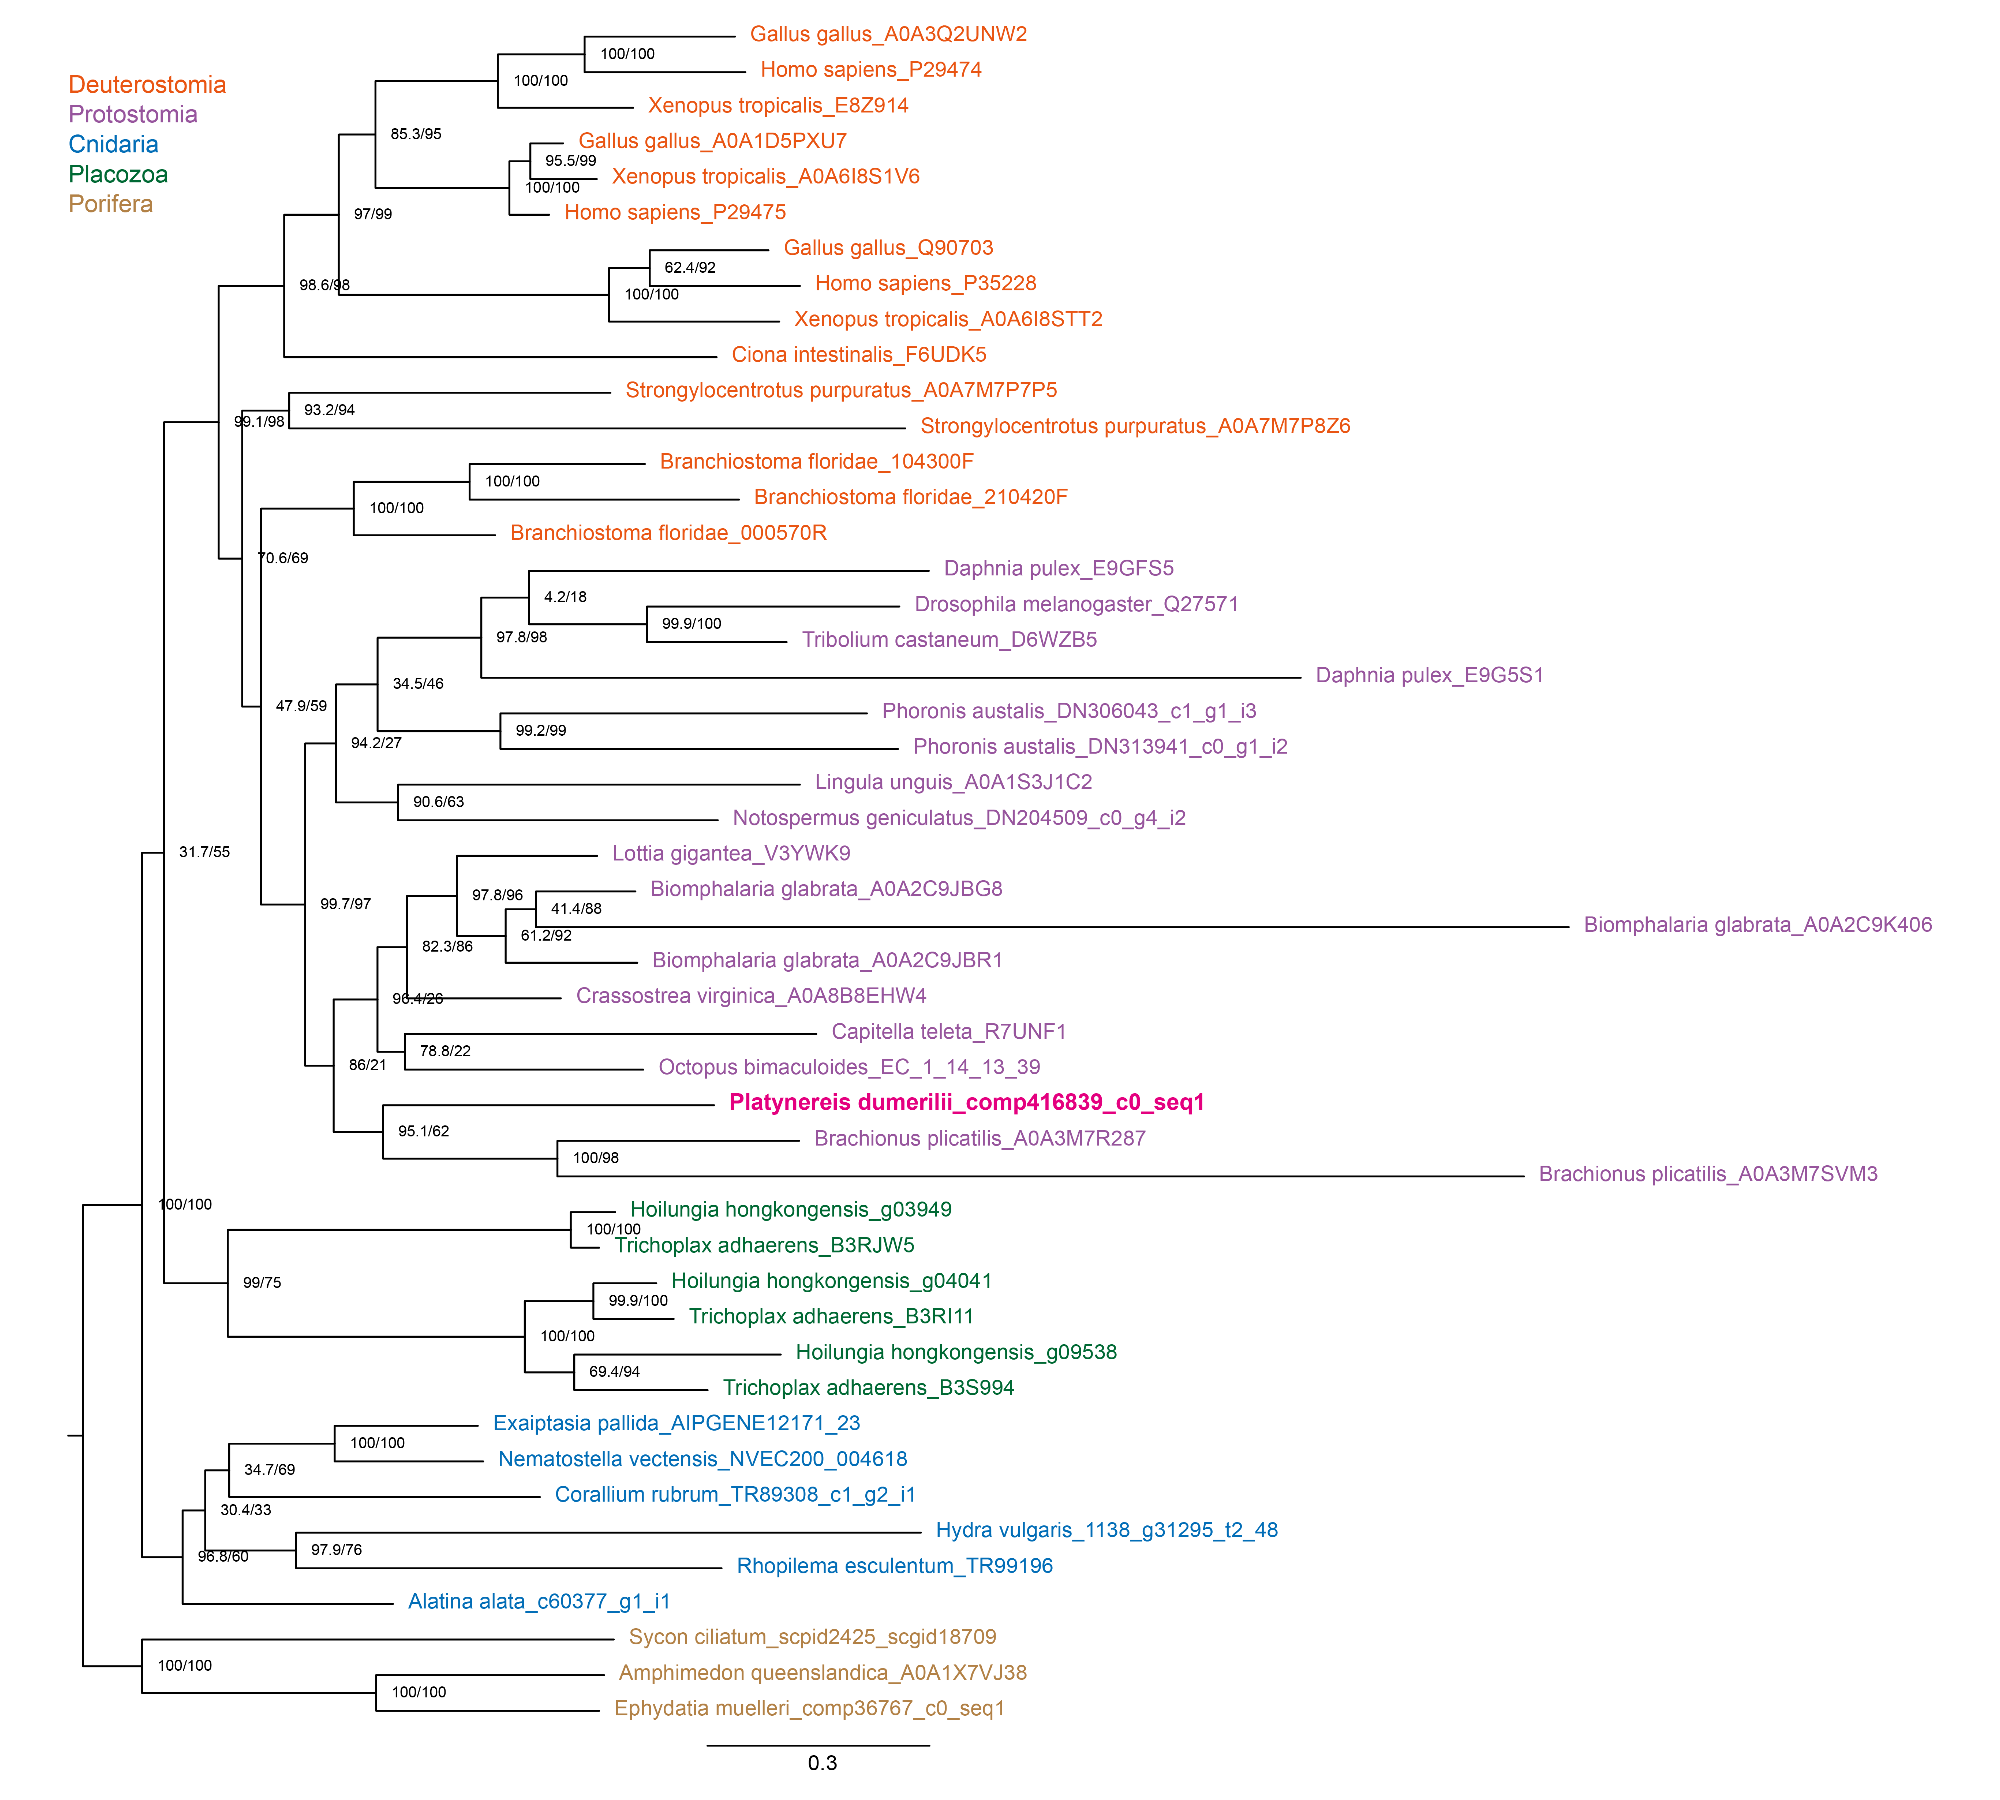 Deuterostomia
Protostomia
Cnidaria
Placozoa
Porifera
Gallus gallus_A0A3Q2UNW2
100/100
Homo sapiens_P29474
100/100
Xenopus tropicalis_E8Z914
85.3/95
Gallus gallus_A0A1D5PXU7
95.5/99
Xenopus tropicalis_A0A6I8S1V6
100/100
Homo sapiens_P29475
97/99
Gallus gallus_Q90703
62.4/92
Homo sapiens_P35228
98.6/98
100/100
Xenopus tropicalis_A0A6I8STT2
Ciona intestinalis_F6UDK5
Strongylocentrotus purpuratus_A0A7M7P7P5
93.2/94
99.1/98
Strongylocentrotus purpuratus_A0A7M7P8Z6
Branchiostoma floridae_104300F
100/100
Branchiostoma floridae_210420F
100/100
Branchiostoma floridae_000570R
70.6/69
Daphnia pulex_E9GFS5
4.2/18
Drosophila melanogaster_Q27571
99.9/100
Tribolium castaneum_D6WZB5
97.8/98
Daphnia pulex_E9G5S1
34.5/46
47.9/59
Phoronis austalis_DN306043_c1_g1_i3
99.2/99
94.2/27
Phoronis austalis_DN313941_c0_g1_i2
Lingula unguis_A0A1S3J1C2
90.6/63
Notospermus geniculatus_DN204509_c0_g4_i2
31.7/55
Lottia gigantea_V3YWK9
97.8/96
Biomphalaria glabrata_A0A2C9JBG8
99.7/97
41.4/88
Biomphalaria glabrata_A0A2C9K406
61.2/92
82.3/86
Biomphalaria glabrata_A0A2C9JBR1
96.4/26
Crassostrea virginica_A0A8B8EHW4
Capitella teleta_R7UNF1
78.8/22
86/21
Octopus bimaculoides_EC_1_14_13_39
Platynereis dumerilii_comp416839_c0_seq1
95.1/62
Brachionus plicatilis_A0A3M7R287
100/98
Brachionus plicatilis_A0A3M7SVM3
100/100
Hoilungia hongkongensis_g03949
100/100
Trichoplax adhaerens_B3RJW5
99/75
Hoilungia hongkongensis_g04041
99.9/100
Trichoplax adhaerens_B3RI11
100/100
Hoilungia hongkongensis_g09538
69.4/94
Trichoplax adhaerens_B3S994
Exaiptasia pallida_AIPGENE12171_23
100/100
Nematostella vectensis_NVEC200_004618
34.7/69
Corallium rubrum_TR89308_c1_g2_i1
30.4/33
Hydra vulgaris_1138_g31295_t2_48
97.9/76
96.8/60
Rhopilema esculentum_TR99196
Alatina alata_c60377_g1_i1
Sycon ciliatum_scpid2425_scgid18709
100/100
Amphimedon queenslandica_A0A1X7VJ38
100/100
Ephydatia muelleri_comp36767_c0_seq1
0.3